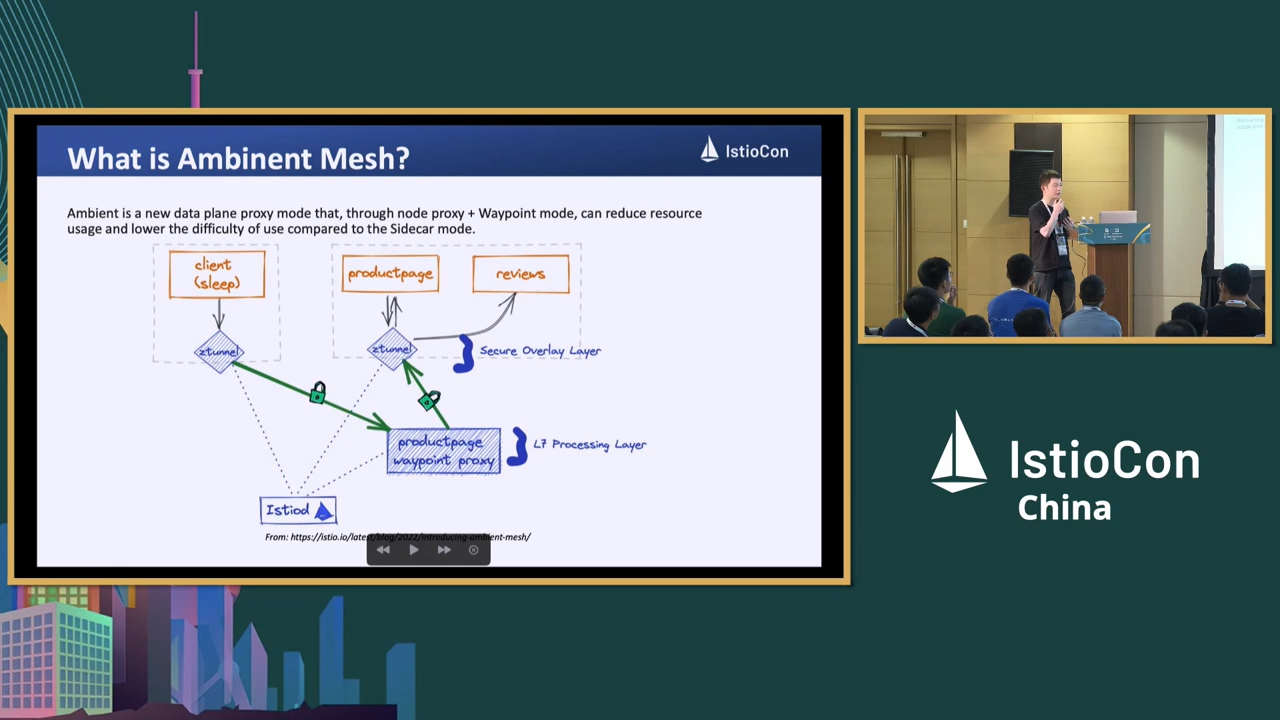 What is Ambinent Mesh?
IstioCon
Ambient is a new data plane proxy mode that, through node proxy + Waypoint mode, can reduce resource
usage and lower the difficulty of use compared to the Sidecar mode.
client
(sleep)
productpage
reviews
ztunnel
ztunnel
Secure Overlay Layer
productpage
waypoint proxy
L7 Processing Layer
Istiod
From: https://istio.io/latest/blog/2022/introducing-ambient-mesh/
IstioCon
China